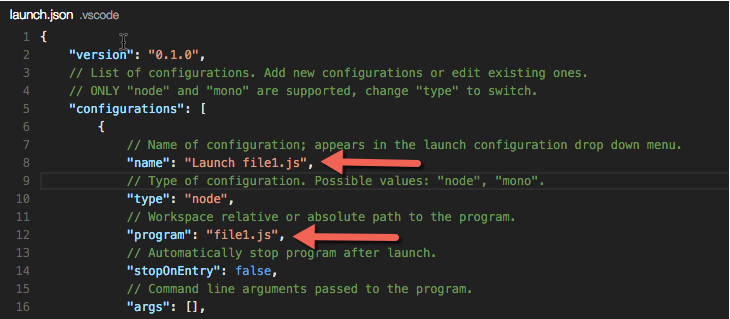 launch.json .vscode
1 {
2 "version": "0.1.0",
3 // List of configurations. Add new configurations or edit existing ones.
4 // ONLY "node" and "mono" are supported, change "type" to switch.
5 "configurations": [
6 {
7 // Name of configuration; appears in the launch configuration drop down menu.
8 "name": "Launch file1.js",
9 // Type of configuration. Possible values: "node", "mono".
10 "type": "node",
11 // Workspace relative or absolute path to the program.
12 "program": "file1.js",
13 // Automatically stop program after launch.
14 "stopOnEntry": false,
15 // Command line arguments passed to the program.
16 "args": [],